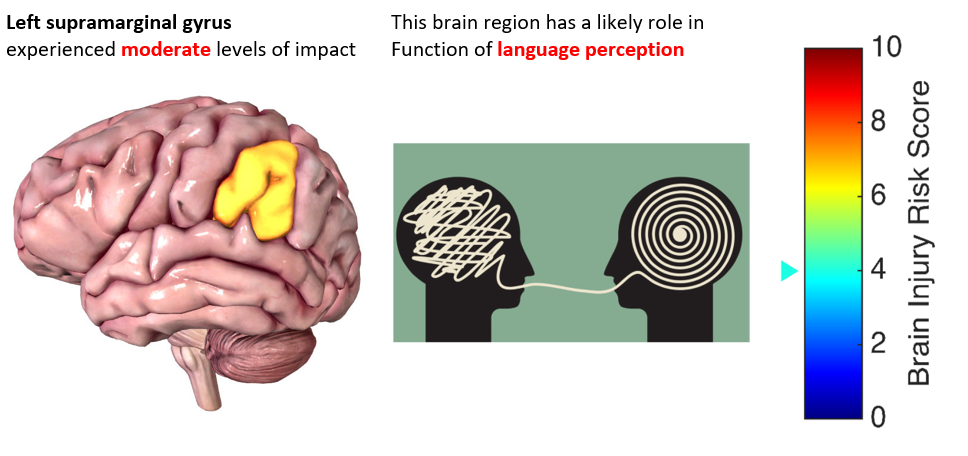 Left supramarginal gyrus
experienced moderate levels of impact
This brain region has a likely role in
Function of language perception
10
8
6
4
2
0
Brain Injury Risk Score